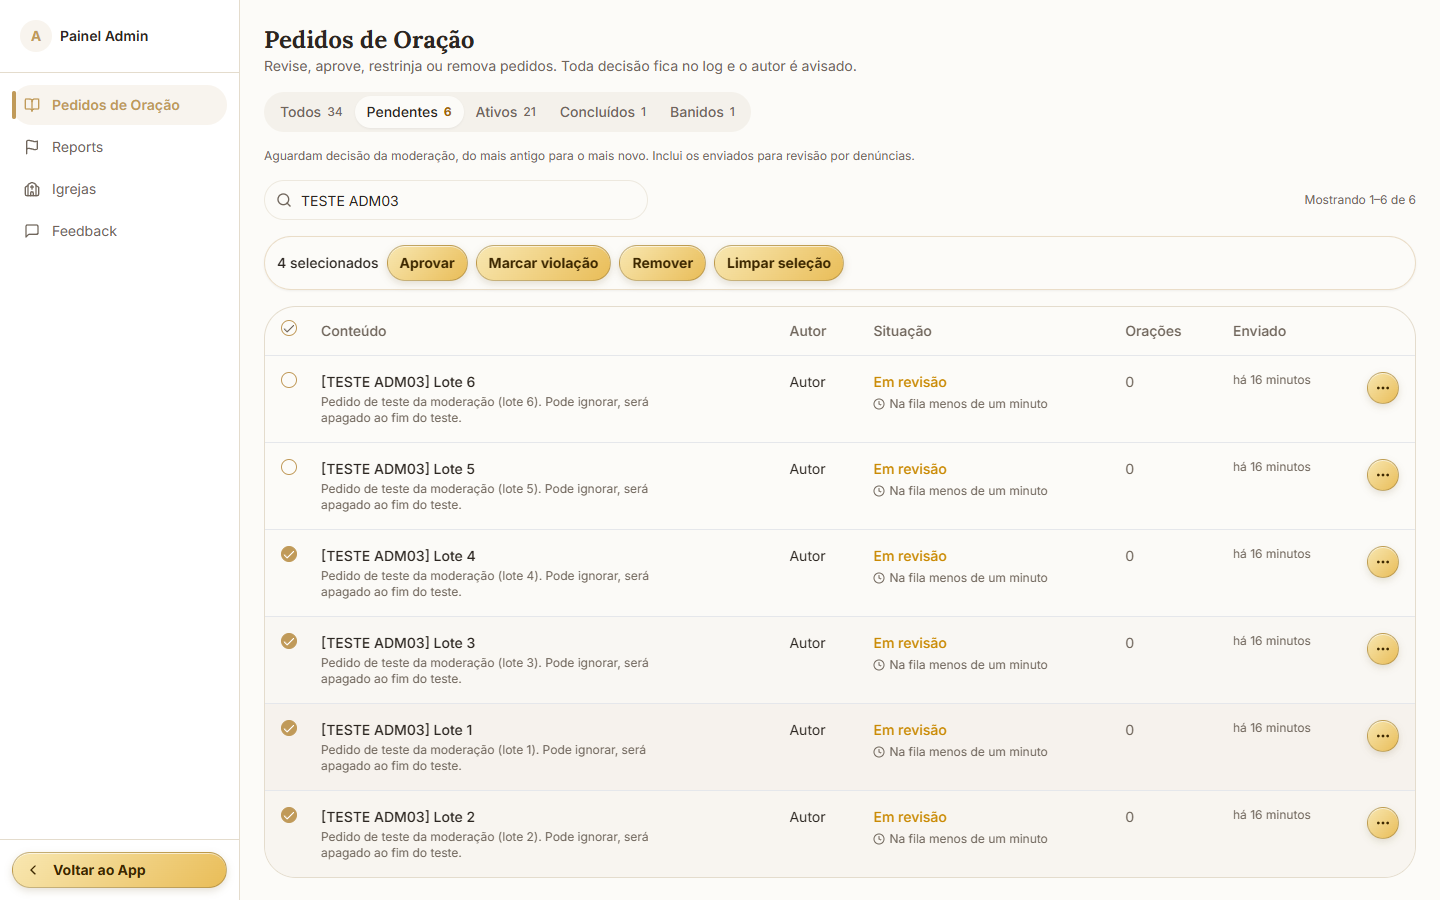 A Painel Admin
Pedidos de Oração
Reports
Igrejas
Feedback
Voltar ao App
Pedidos de Oração
Revise, aprove, restrinja ou remova pedidos. Toda decisão fica no log e o autor é avisado.
Todos 34 Pendentes 6 Ativos 21 Concluídos 1 Banidos 1
Aguardam decisão da moderação, do mais antigo para o mais novo. Inclui os enviados para revisão por denúncias.
TESTE ADM03 Mostrando 1–6 de 6
4 selecionados Aprovar Marcar violação Remover Limpar seleção
Conteúdo Autor Situação Orações Enviado
[TESTE ADM03] Lote 6 Autor Em revisão 0 há 16 minutos
Pedido de teste da moderação (lote 6). Pode ignorar, será Na fila menos de um minuto
apagado ao fim do teste.
[TESTE ADM03] Lote 5 Autor Em revisão 0 há 16 minutos
Pedido de teste da moderação (lote 5). Pode ignorar, será Na fila menos de um minuto
apagado ao fim do teste.
[TESTE ADM03] Lote 4 Autor Em revisão 0 há 16 minutos
Pedido de teste da moderação (lote 4). Pode ignorar, será Na fila menos de um minuto
apagado ao fim do teste.
[TESTE ADM03] Lote 3 Autor Em revisão 0 há 16 minutos
Pedido de teste da moderação (lote 3). Pode ignorar, será Na fila menos de um minuto
apagado ao fim do teste.
[TESTE ADM03] Lote 1 Autor Em revisão 0 há 16 minutos
Pedido de teste da moderação (lote 1). Pode ignorar, será Na fila menos de um minuto
apagado ao fim do teste.
[TESTE ADM03] Lote 2 Autor Em revisão 0 há 16 minutos
Pedido de teste da moderação (lote 2). Pode ignorar, será Na fila menos de um minuto
apagado ao fim do teste.